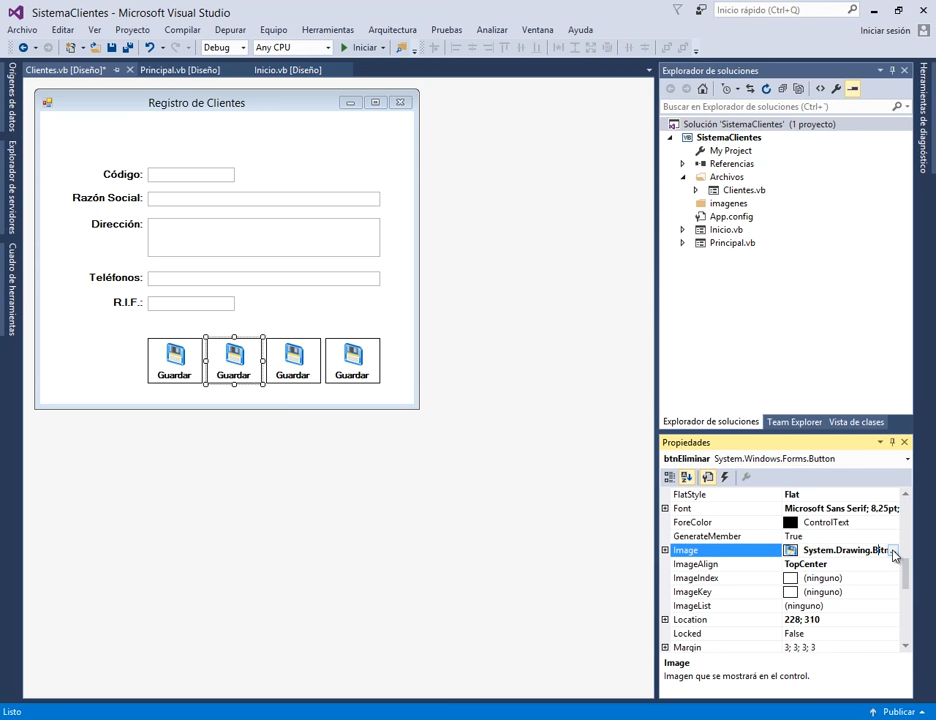 SistemaClientes - Microsoft Visual Studio
Inicio rápido (Ctrl+Q)
Archivo Editar Ver Proyecto Compilar Depurar Equipo Herramientas Arquitectura Pruebas Analizar Ventana Ayuda
Iniciar sesión
Debug Any CPU Iniciar
Clientes.vb [Diseño]* Principal.vb [Diseño] Inicio.vb [Diseño]
Orígenes de datos
Explorador de servidores
Cuadro de herramientas
Registro de Clientes
Código:
Razón Social:
Dirección:
Teléfonos:
R.I.F.:
Guardar Guardar Guardar Guardar
Explorador de soluciones
Buscar en Explorador de soluciones (Ctrl+')
Solución 'SistemaClientes' (1 proyecto)
SistemaClientes
My Project
Referencias
Archivos
Clientes.vb
imagenes
App.config
Inicio.vb
Principal.vb
Explorador de soluciones Team Explorer Vista de clases
Herramientas de diagnóstico
Propiedades
btnEliminar System.Windows.Forms.Button
FlatStyle Flat
Font Microsoft Sans Serif; 8,25pt;
ForeColor ControlText
GenerateMember True
Image System.Drawing.Bitr
ImageAlign TopCenter
ImageIndex (ninguno)
ImageKey (ninguno)
ImageList (ninguno)
Location 228; 310
Locked False
Margin 3; 3; 3; 3
Image
Imagen que se mostrará en el control.
Listo
Publicar